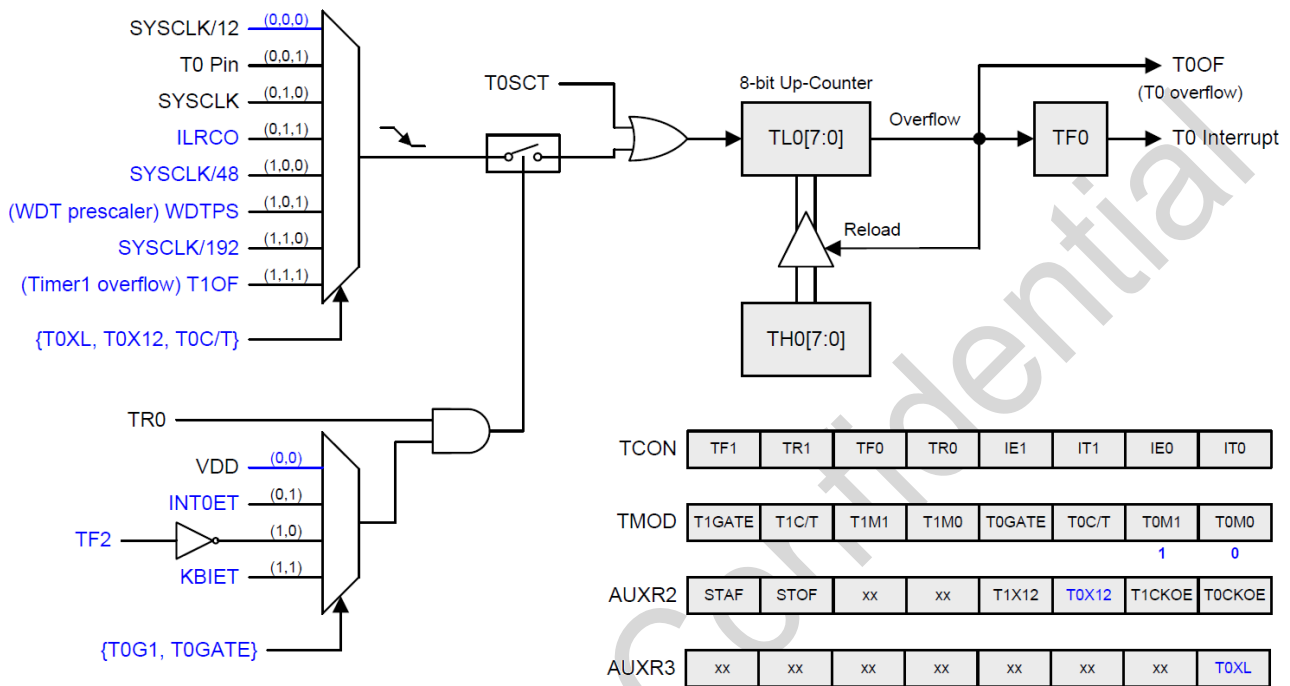 SYSCLK/12 (0,0,0)
T0 Pin (0,0,1)
SYSCLK (0,1,0)
ILRCO (0,1,1)
SYSCLK/48 (1,0,0)
(WDT prescaler) WDTPS (1,0,1)
SYSCLK/192 (1,1,0)
(Timer1 overflow) T1OF (1,1,1)
{T0XL, T0X12, T0C/T}
T0SCT
8-bit Up-Counter
TL0[7:0]
Overflow
T0OF
(T0 overflow)
TF0
T0 Interrupt
Reload
TH0[7:0]
TR0
VDD (0,0)
INT0ET (0,1)
TF2 (1,0)
KBIET (1,1)
{T0G1, T0GATE}
TCON TF1 TR1 TF0 TR0 IE1 IT1 IE0 IT0
TMOD T1GATE T1C/T T1M1 T1M0 T0GATE T0C/T T0M1 T0M0
1 0
AUXR2 STAF STOF xx xx T1X12 T0X12 T1CKOE T0CKOE
AUXR3 xx xx xx xx xx xx xx T0XL
Confidential